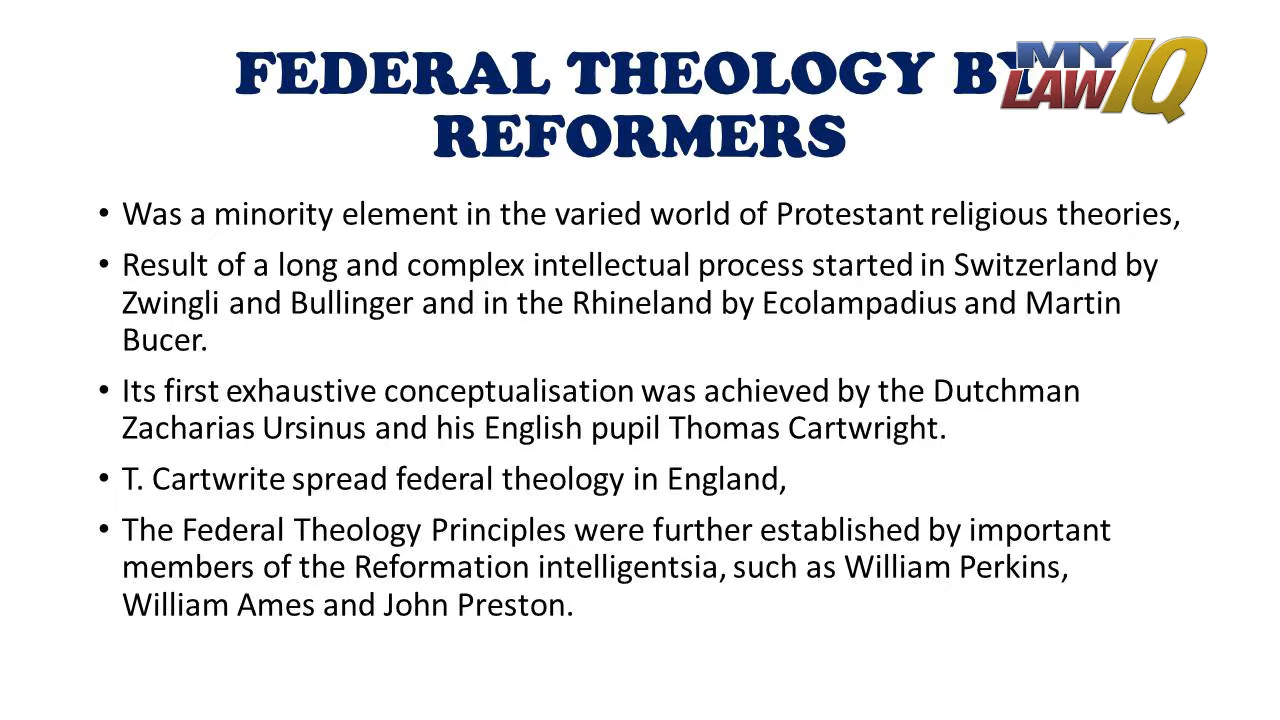 FEDERAL THEOLOGY BY
REFORMERS
MY
LAW IQ
• Was a minority element in the varied world of Protestant religious theories,
• Result of a long and complex intellectual process started in Switzerland by
Zwingli and Bullinger and in the Rhineland by Ecolampadius and Martin
Bucer.
• Its first exhaustive conceptualisation was achieved by the Dutchman
Zacharias Ursinus and his English pupil Thomas Cartwright.
• T. Cartwrite spread federal theology in England,
• The Federal Theology Principles were further established by important
members of the Reformation intelligentsia, such as William Perkins,
William Ames and John Preston.